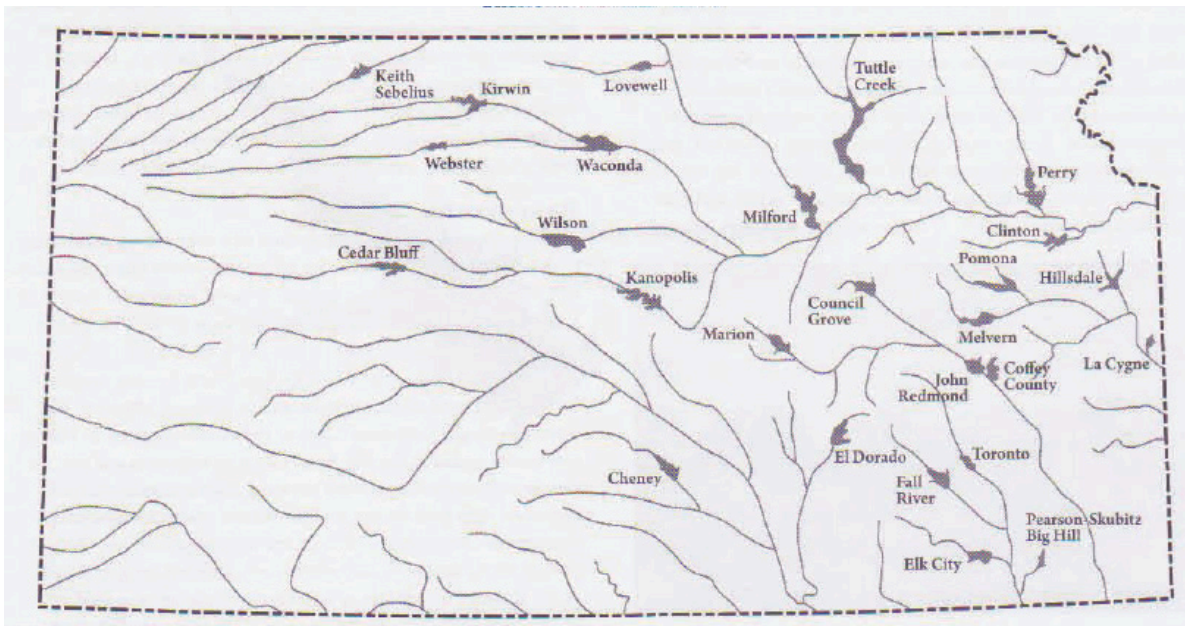 Keith
Sebelius
Kirwin
Lovewell
Tuttle
Creek
Webster
Waconda
Perry
Milford
Wilson
Clinton
Cedar Bluff
Pomona
Hillsdale
Kanopolis
Council
Grove
Marion
Melvern
La Cygne
John
Redmond
Coffey
County
El Dorado
Toronto
Cheney
Fall
River
Pearson-Skubitz
Big Hill
Elk City